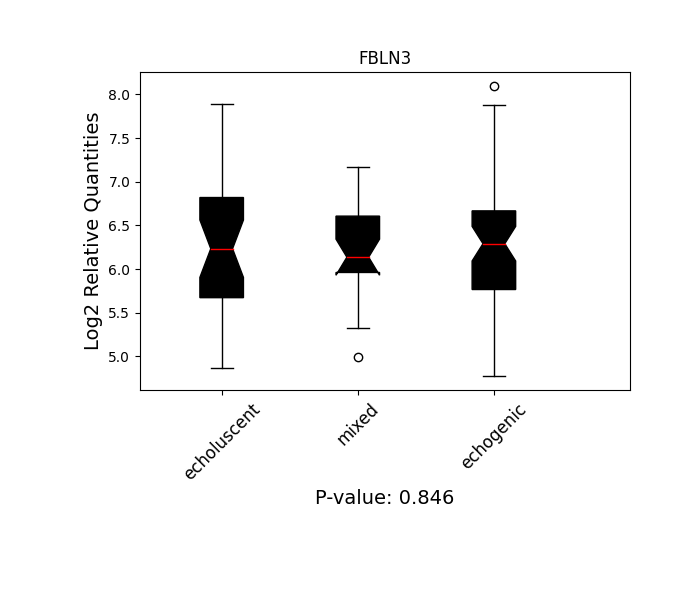 FBLN3
Log2 Relative Quantities
8.0
7.5
7.0
6.5
6.0
5.5
5.0
echoluscent
mixed
echogenic
P-value: 0.846